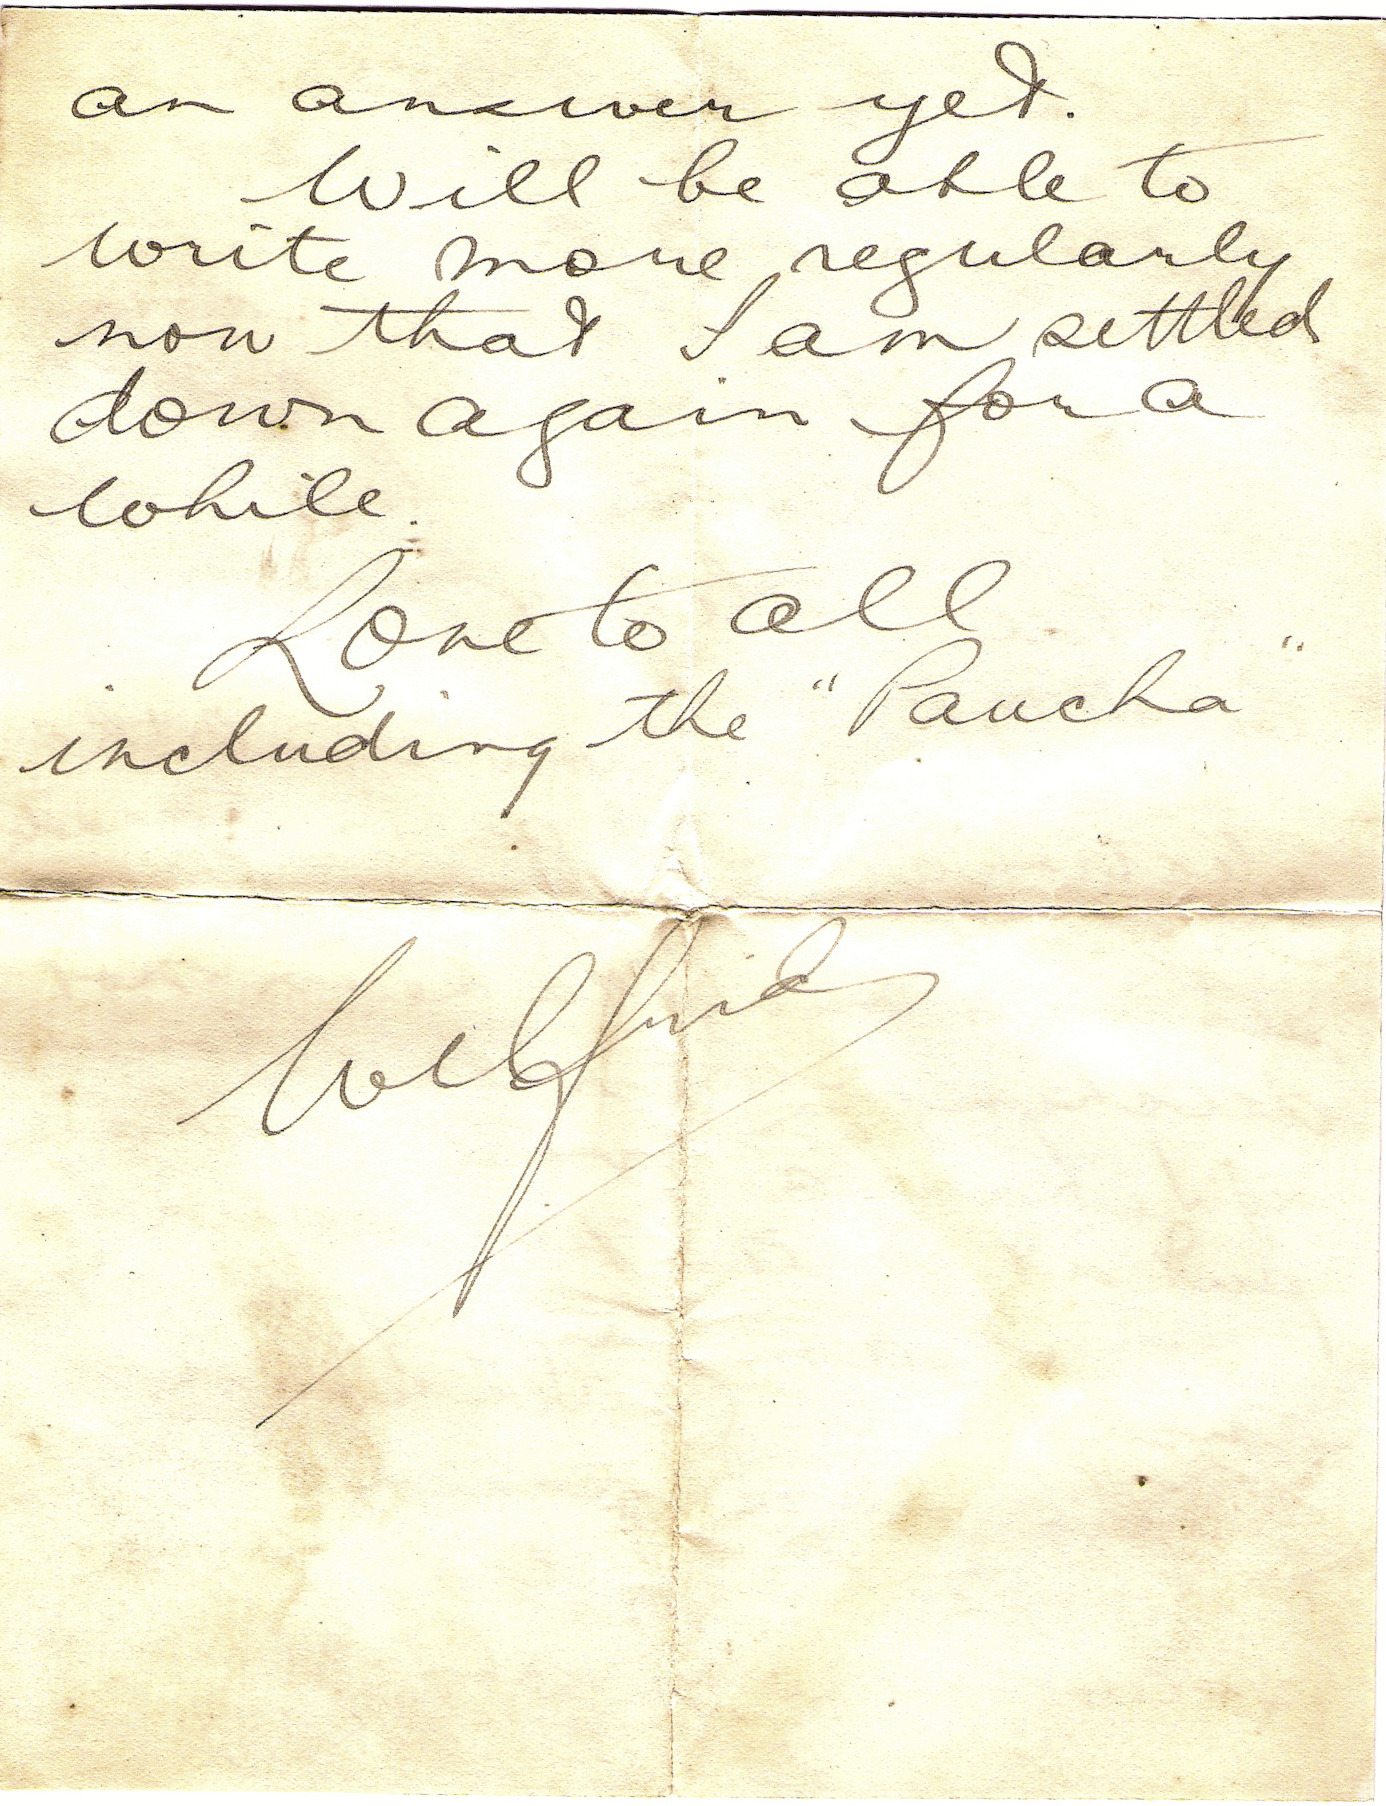 an answer yet.
Will be able to
write more regularly
now that I am settled
down again for a
while.
Love to all
including the "Paucha"
Wilfrid